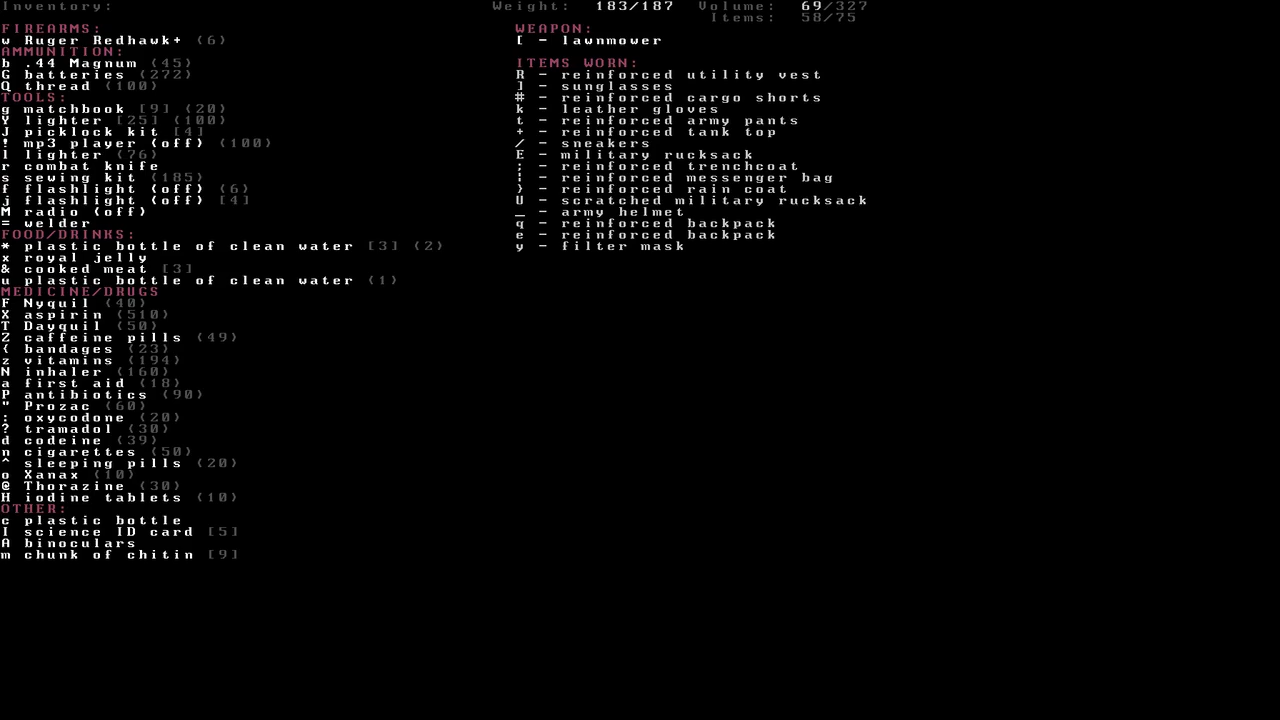 Inventory: Weight: 183/187 Volume: 69/327
Items: 58/75
FIREARMS:
w Ruger Redhawk+ (6)
AMMUNITION:
b .44 Magnum (45)
G batteries (272)
Q thread (100)
TOOLS:
g matchbook [9] (20)
Y lighter [25] (100)
J picklock kit [4]
! mp3 player (off) (100)
l lighter (76)
r combat knife
s sewing kit (185)
f flashlight (off) (6)
j flashlight (off) [4]
M radio (off)
= welder
FOOD/DRINKS:
* plastic bottle of clean water [3] (2)
x royal jelly
& cooked meat [3]
u plastic bottle of clean water (1)
MEDICINE/DRUGS
F Nyquil (40)
X aspirin (510)
T Dayquil (50)
Z caffeine pills (49)
{ bandages (23)
z vitamins (194)
N inhaler (160)
a first aid (18)
P antibiotics (90)
" Prozac (60)
: oxycodone (20)
? tramadol (30)
d codeine (39)
n cigarettes (50)
^ sleeping pills (20)
o Xanax (10)
@ Thorazine (30)
H iodine tablets (10)
OTHER:
c plastic bottle
I science ID card [5]
A binoculars
m chunk of chitin [9]
WEAPON:
[ - lawnmower
ITEMS WORN:
R - reinforced utility vest
] - sunglasses
# - reinforced cargo shorts
k - leather gloves
t - reinforced army pants
+ - reinforced tank top
/ - sneakers
E - military rucksack
; - reinforced trenchcoat
¦ - reinforced messenger bag
} - reinforced rain coat
U - scratched military rucksack
_ - army helmet
q - reinforced backpack
e - reinforced backpack
y - filter mask